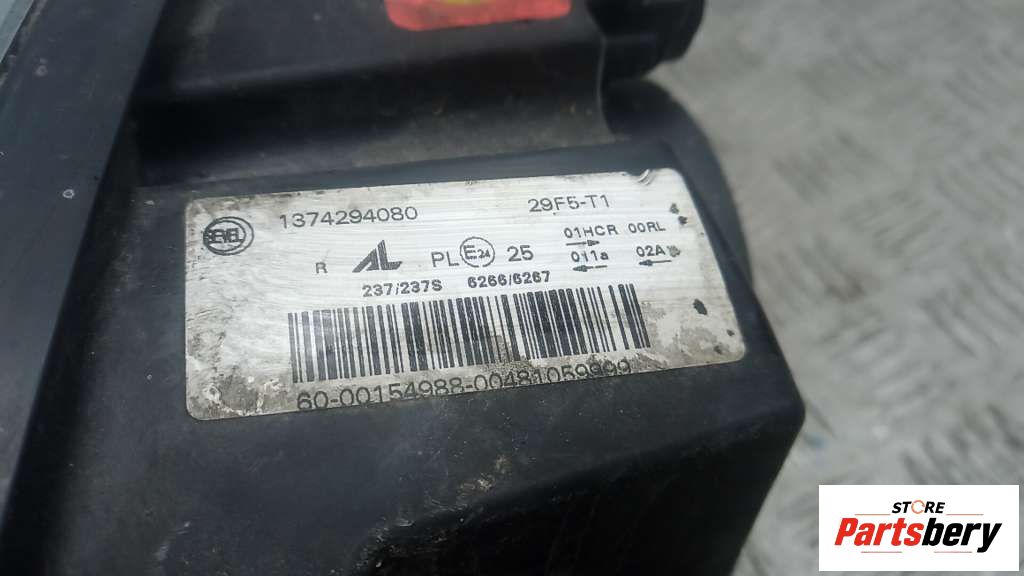 1374294080 29F5-T1
R AL PL E24 25 01HCR 00RL
011a 02A
237/237S 6266/6267
60-00154988-00481059999
STORE
Partsbery